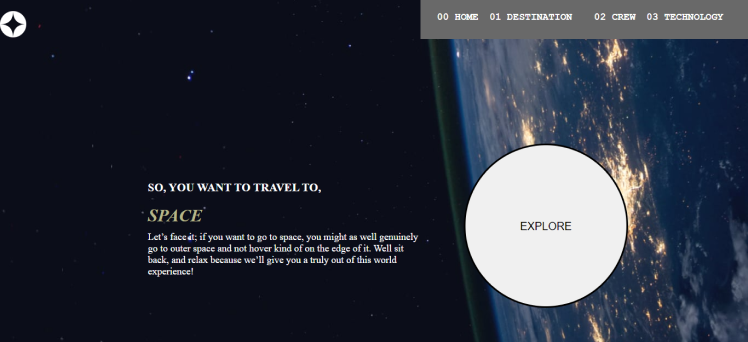 00 HOME 01 DESTINATION 02 CREW 03 TECHNOLOGY
SO, YOU WANT TO TRAVEL TO,
SPACE
Let's face it; if you want to go to space, you might as well genuinely
go to outer space and not hover kind of on the edge of it. Well sit
back, and relax because we'll give you a truly out of this world
experience!
EXPLORE